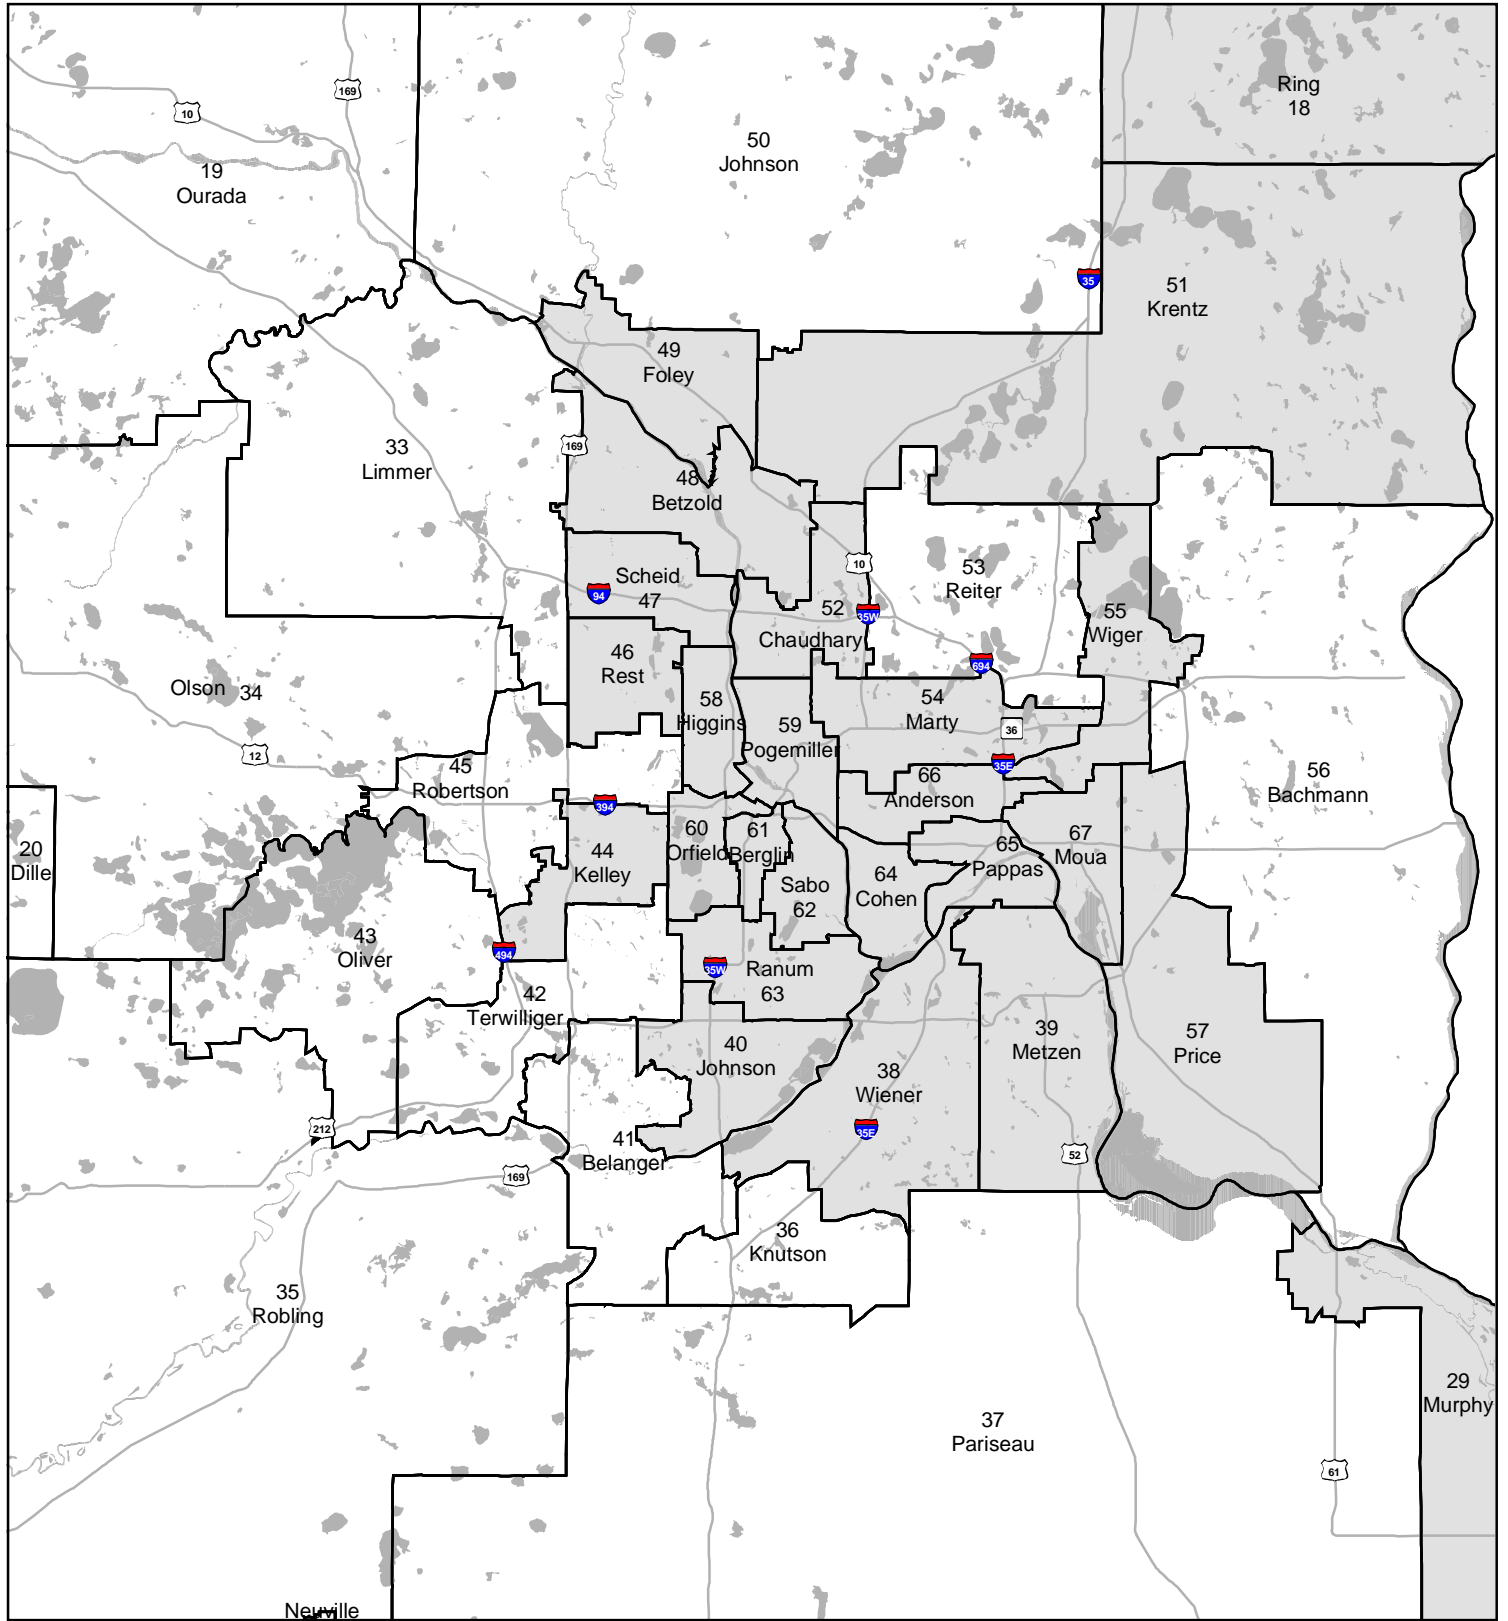 Ring
18
169
10
50
Johnson
19
Ourada
35
51
Krentz
49
Foley
33
Limmer
169
48
Betzold
10
53
Reiter
Scheid
47
94
52
Chaudhary
35W
55
Wiger
46
Rest
694
Olson 34
58
Higgins
54
Marty
59
Pogemiller
36
12
45
Robertson
35E
66
Anderson
56
Bachmann
394
20
Dille
60
Orfield
61
Berglin
44
Kelley
65
Pappas
67
Moua
64
Cohen
Sabo
62
43
Oliver
494
35W
Ranum
63
42
Terwilliger
40
Johnson
39
Metzen
57
Price
38
Wiener
212
35E
41
Belanger
52
169
36
Knutson
35
Robling
29
Murphy
37
Pariseau
61
Neuville